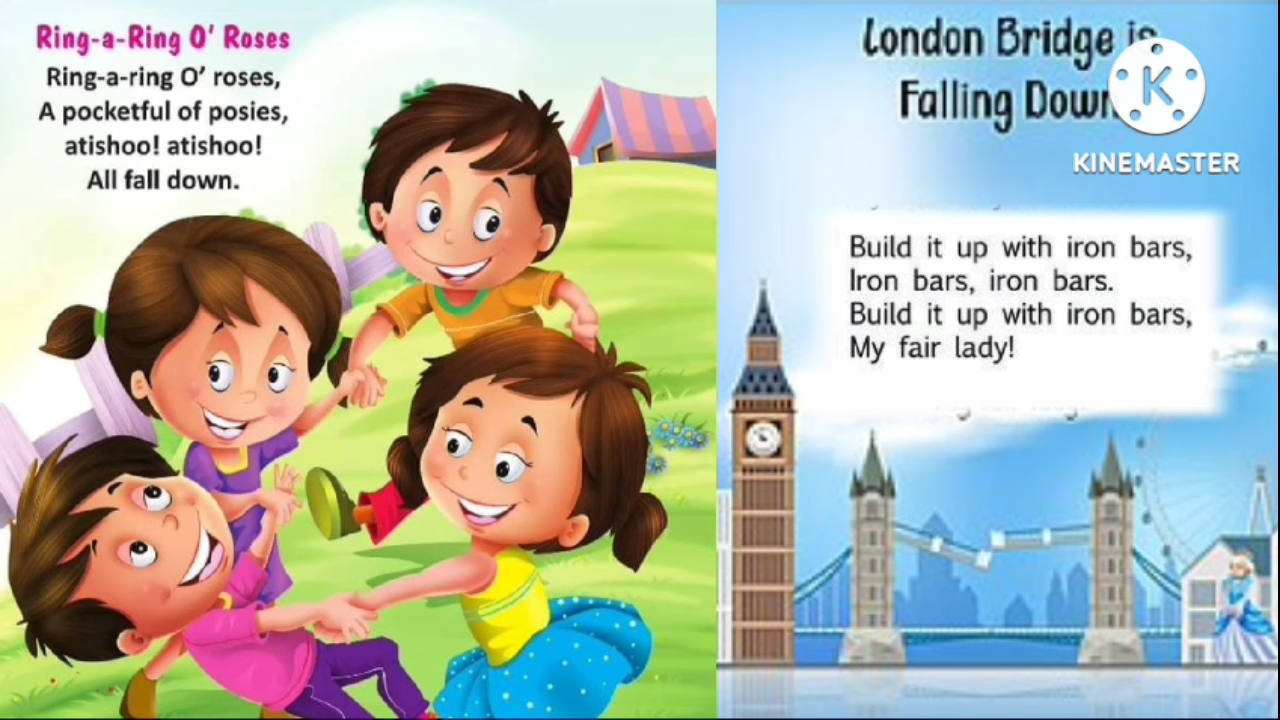 Ring-a-Ring O' Roses
Ring-a-ring O' roses,
A pocketful of posies,
atishoo! atishoo!
All fall down.
London Bridge is
Falling Down
Build it up with iron bars,
Iron bars, iron bars.
Build it up with iron bars,
My fair lady!
K
KINEMASTER